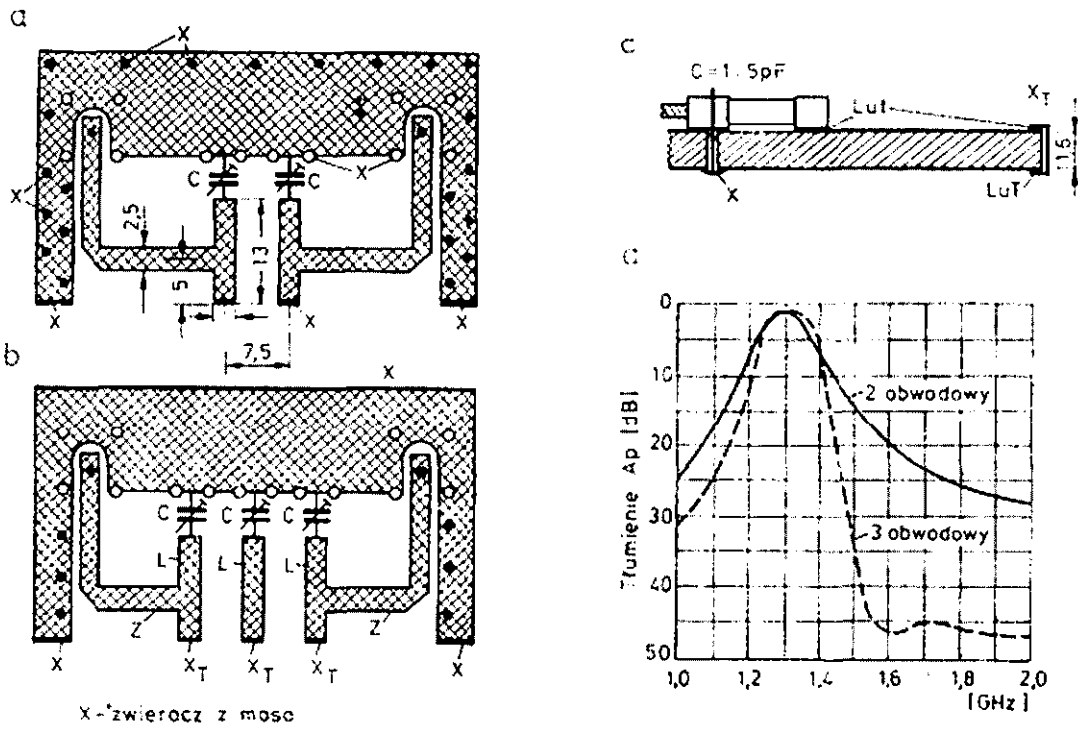 a
X
X
X
C
C
2,5
5
13
X
X
7,5
b
X
C
C
C
L
L
L
Z
Z
X
X_T
X_T
X_T
X
X - zwieracz z masą
c
C=1,5pF
LuT
X_T
1,5
X
LuT
d
Tłumienie Ap [dB]
0
10
20
30
40
50
2 obwodowy
3 obwodowy
1,0
1,2
1,4
1,6
1,8
2,0
[GHz]